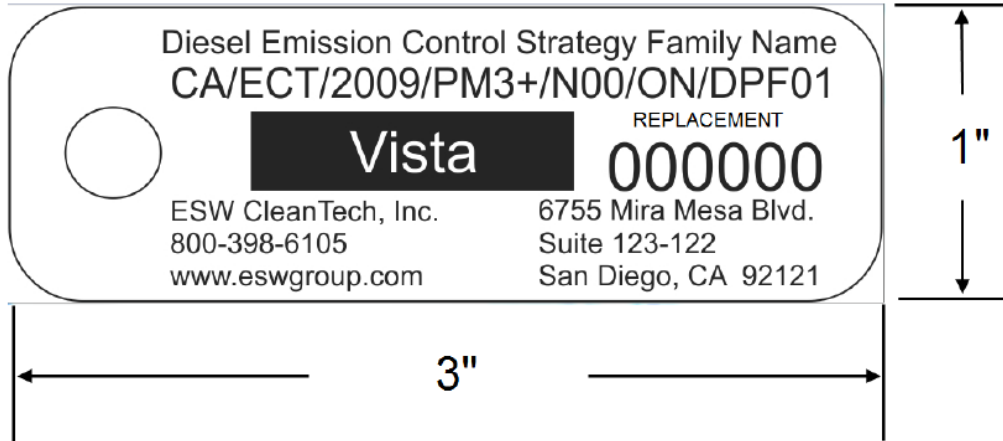 Diesel Emission Control Strategy Family Name
CA/ECT/2009/PM3+/N00/ON/DPF01
REPLACEMENT
Vista
000000
ESW CleanTech, Inc.
800-398-6105
www.eswgroup.com
6755 Mira Mesa Blvd.
Suite 123-122
San Diego, CA  92121
1"
3"